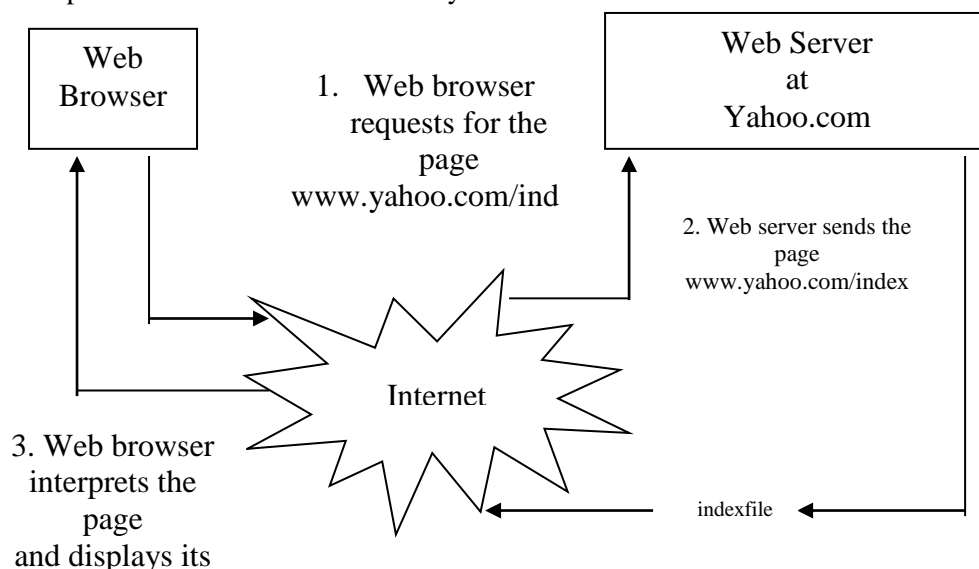 Web
Browser
1. Web browser
requests for the
page
www.yahoo.com/ind
Web Server
at
Yahoo.com
2. Web server sends the
page
www.yahoo.com/index
Internet
3. Web browser
interprets the
page
and displays its
indexfile